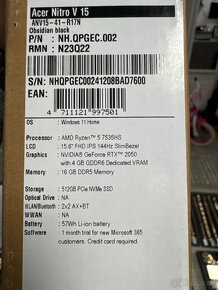 Acer Nitro V 15
ANV15-41-R17N
Obsidian black
P/N : NH.QPGEC.002
RMN : N23Q22
S/N: NHQPGEC00241208BAD7600
EAN:
4 711121 997501
OS : Windows 11 Home
Processor : AMD Ryzen™ 5 7535HS
LCD : 15.6" FHD IPS 144Hz SlimBezel
Graphics : NVIDIA® GeForce RTX™ 2050
with 4 GB GDDR6 Dedicated VRAM
Memory : 16 GB DDR5 Memory
Storage : 512GB PCIe NVMe SSD
Optical Drive : NA
WLAN/Bluetooth : 2x2 AX+BT
WWAN : NA
Battery : 57Wh Li-ion battery
Software : 1 month trial for new Microsoft 365
customers. Credit card required.